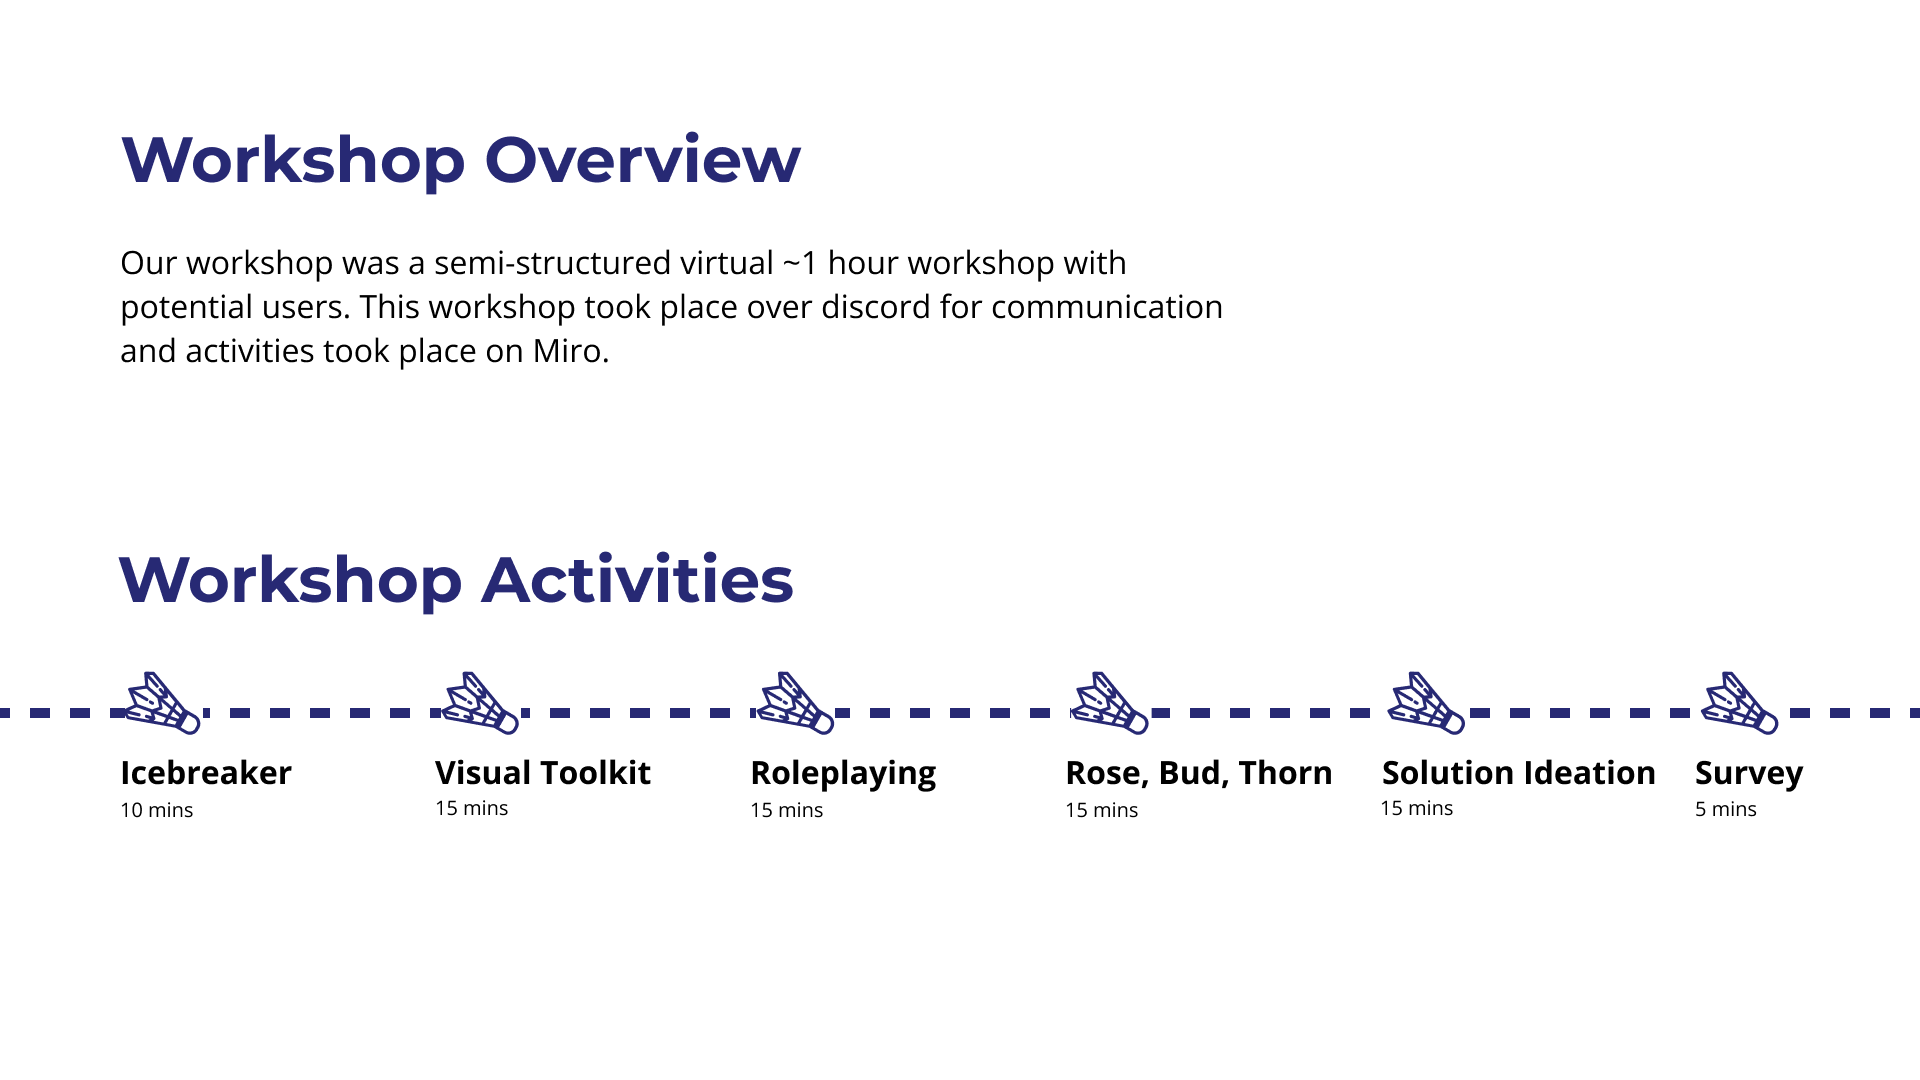 Workshop Overview
Our workshop was a semi-structured virtual ~1 hour workshop with
potential users. This workshop took place over discord for communication
and activities took place on Miro.
Workshop Activities
Icebreaker
10 mins
Visual Toolkit
15 mins
Roleplaying
15 mins
Rose, Bud, Thorn
15 mins
Solution Ideation
15 mins
Survey
5 mins